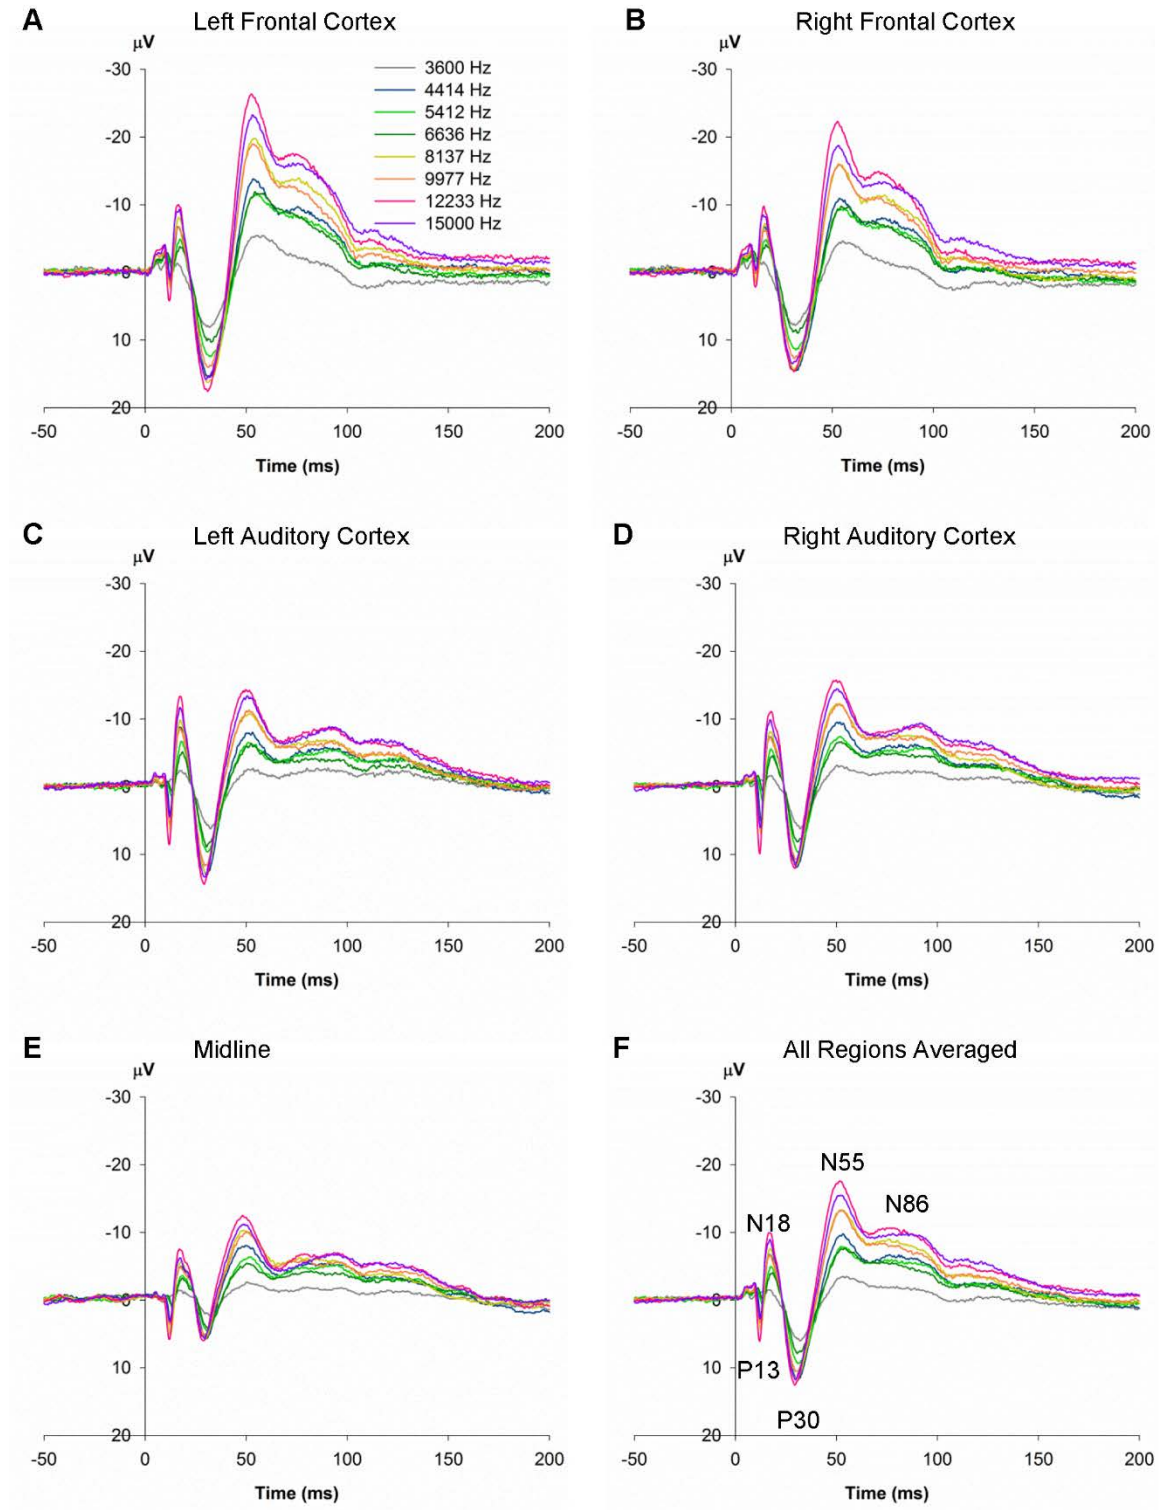 A Left Frontal Cortex
µV
-30
-20
-10
0
10
20
-50 0 50 100 150 200
Time (ms)
3600 Hz
4414 Hz
5412 Hz
6636 Hz
8137 Hz
9977 Hz
12233 Hz
15000 Hz
B Right Frontal Cortex
µV
-30
-20
-10
0
10
20
-50 0 50 100 150 200
Time (ms)
C Left Auditory Cortex
µV
-30
-20
-10
0
10
20
-50 0 50 100 150 200
Time (ms)
D Right Auditory Cortex
µV
-30
-20
-10
0
10
20
-50 0 50 100 150 200
Time (ms)
E Midline
µV
-30
-20
-10
0
10
20
-50 0 50 100 150 200
Time (ms)
F All Regions Averaged
µV
-30
-20
-10
0
10
20
N55
N86
N18
P13
P30
-50 0 50 100 150 200
Time (ms)